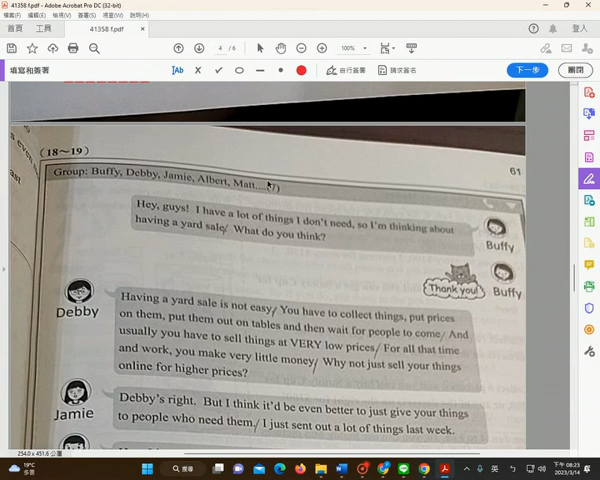 41358 f.pdf - Adobe Acrobat Pro DC (32-bit)
檔案(F) 編輯(E) 檢視(V) 簽署(S) 視窗(W) 說明(H)
首頁 工具 41358 f.pdf × 登入
4 / 6 100%
填寫和簽署 Ab 自行簽署 請求簽名 下一步 關閉
(18~19)
61
Group: Buffy, Debby, Jamie, Albert, Matt....(7)
Hey, guys! I have a lot of things I don't need, so I'm thinking about
having a yard sale. What do you think?
Buffy
Thank you!
Buffy
Debby
Having a yard sale is not easy. You have to collect things, put prices
on them, put them out on tables and then wait for people to come. And
usually you have to sell things at VERY low prices. For all that time
and work, you make very little money. Why not just sell your things
online for higher prices?
Jamie
Debby's right. But I think it'd be even better to just give your things
to people who need them. I just sent out a lot of things last week.
254.0 x 451.6 公釐
19°C
多雲
搜尋
英
下午 08:23
2023/3/14